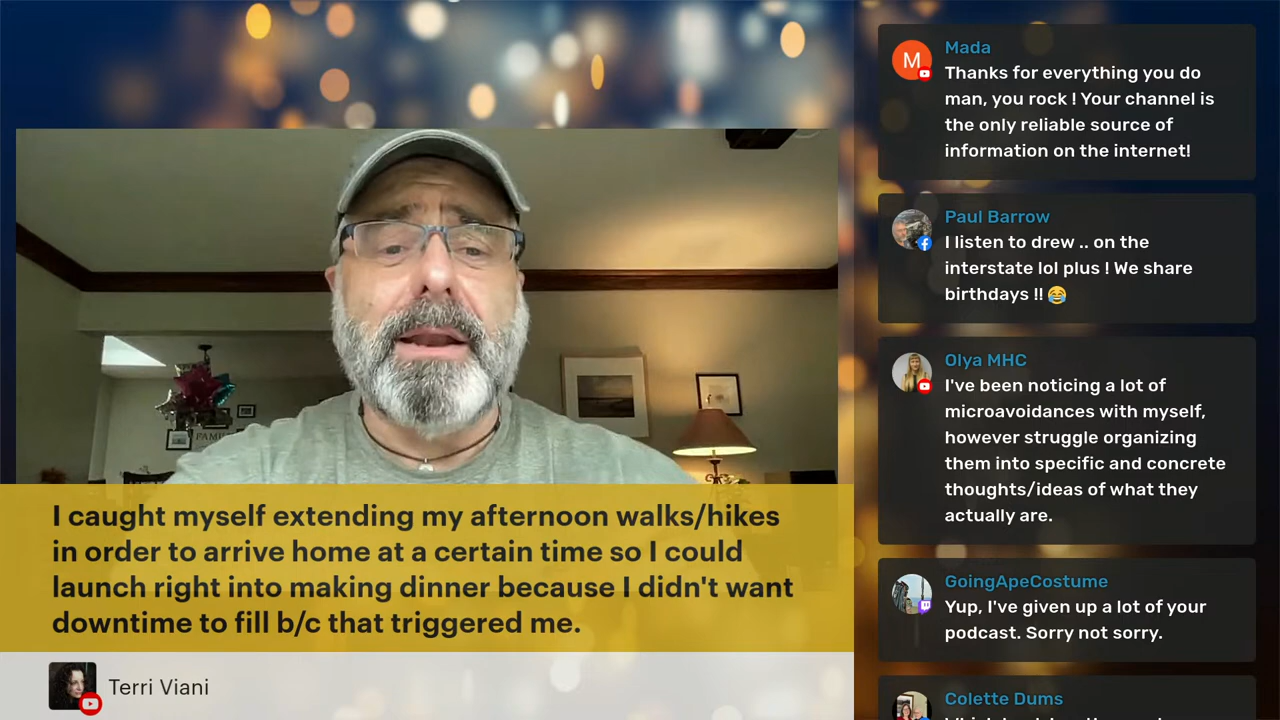 I caught myself extending my afternoon walks/hikes
in order to arrive home at a certain time so I could
launch right into making dinner because I didn't want
downtime to fill b/c that triggered me.
Terri Viani
FAMI
M
Mada
Thanks for everything you do
man, you rock ! Your channel is
the only reliable source of
information on the internet!
Paul Barrow
I listen to drew .. on the
interstate lol plus ! We share
birthdays !! 😂
Olya MHC
I've been noticing a lot of
microavoidances with myself,
however struggle organizing
them into specific and concrete
thoughts/ideas of what they
actually are.
GoingApeCostume
Yup, I've given up a lot of your
podcast. Sorry not sorry.
Colette Dums